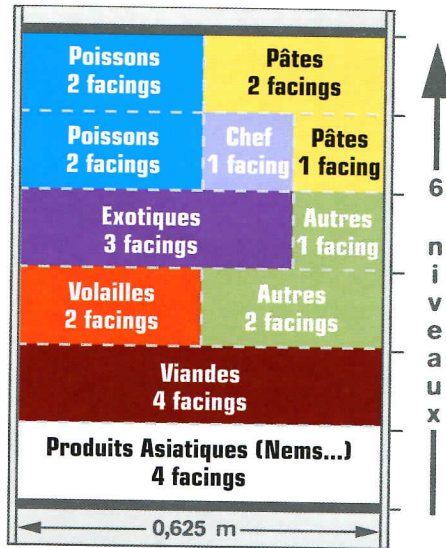 Poissons
2 facings
Pâtes
2 facings
Poissons
2 facings
Chef
1 facing
Pâtes
1 facing
Exotiques
3 facings
Autres
1 facing
Volailles
2 facings
Autres
2 facings
Viandes
4 facings
Produits Asiatiques (Nems...)
4 facings
0,625 m
6 niveaux